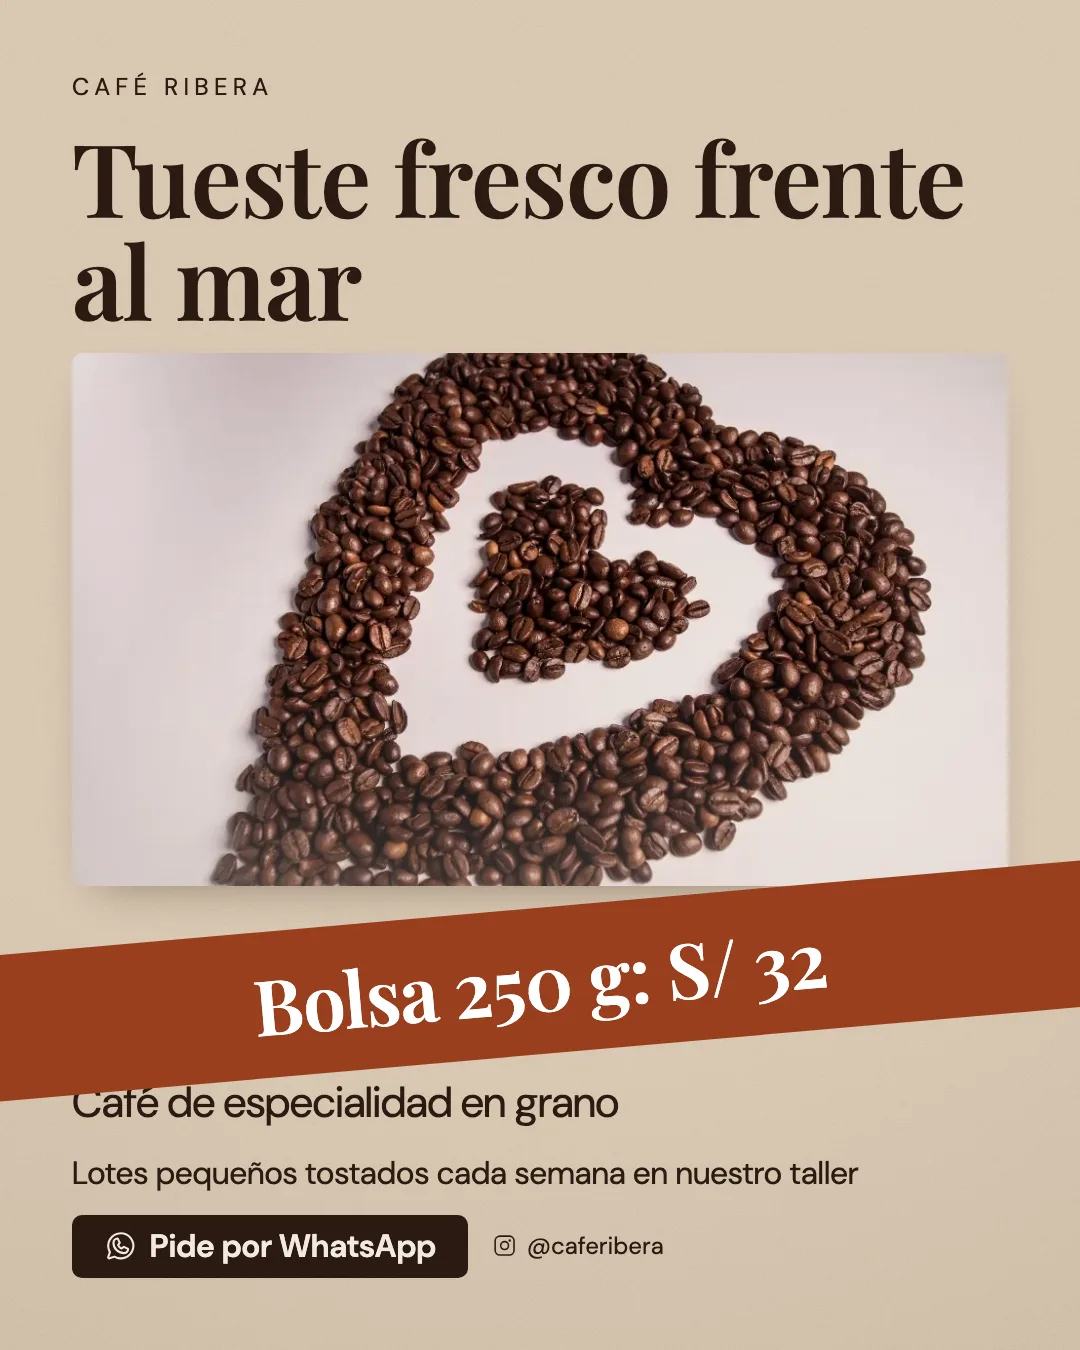 CAFÉ RIBERA
Tueste fresco frente
al mar
Bolsa 250 g: S/ 32
Café de especialidad en grano
Lotes pequeños tostados cada semana en nuestro taller
Pide por WhatsApp
@caferibera